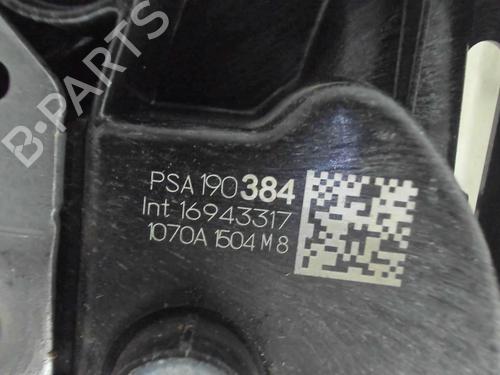 B-PARTS
PSA 190384
Int 16943317
1070A 1504 M 8